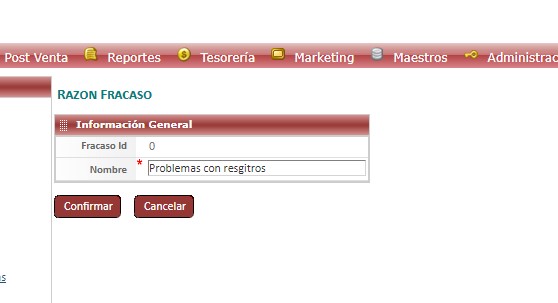 Post Venta Reportes Tesorería Marketing Maestros Administrac
RAZON FRACASO
Información General
Fracaso Id 0
Nombre * Problemas con resgitros
Confirmar Cancelar